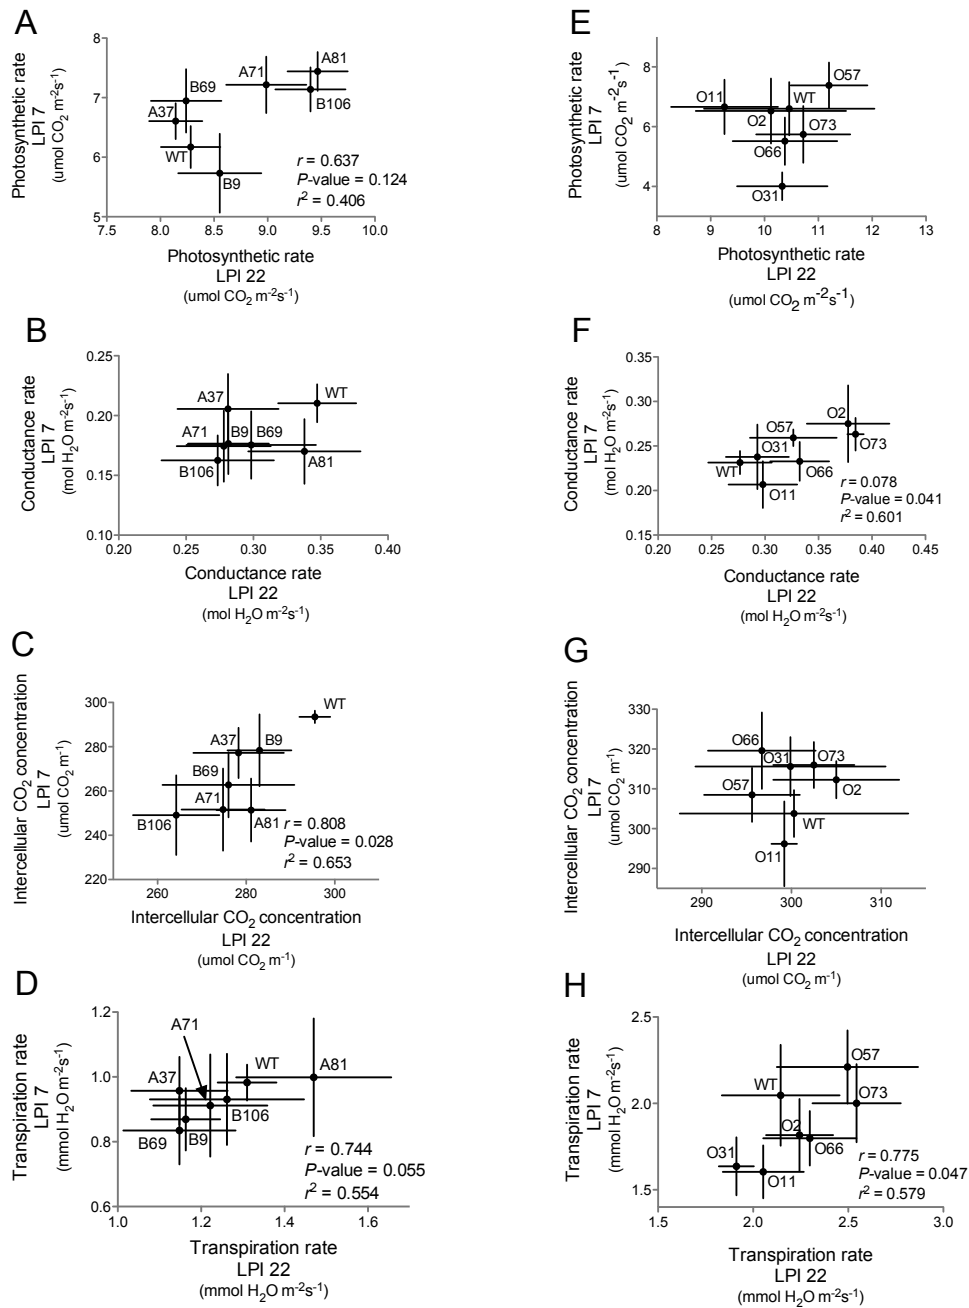 A
Photosynthetic rate
LPI 7
(umol CO2 m-2s-1)
8
7
6
5
7.5
8.0
8.5
9.0
9.5
10.0
A81
A71
B69
B106
A37
WT
B9
r = 0.637
P-value = 0.124
r2 = 0.406
Photosynthetic rate
LPI 22
(umol CO2 m-2s-1)
E
Photosynthetic rate
LPI 7
(umol CO2 m-2s-1)
8
6
4
8
9
10
11
12
13
O57
O11
WT
O2
O73
O66
O31
Photosynthetic rate
LPI 22
(umol CO2 m-2s-1)
B
Conductance rate
LPI 7
(mol H2O m-2s-1)
0.25
0.20
0.15
0.10
0.20
0.25
0.30
0.35
0.40
A37
WT
A71
B9
B69
B106
A81
Conductance rate
LPI 22
(mol H2O m-2s-1)
F
Conductance rate
LPI 7
(mol H2O m-2s-1)
0.35
0.30
0.25
0.20
0.15
0.20
0.25
0.30
0.35
0.40
0.45
O2
O57
O73
O31
WT
O66
O11
r = 0.078
P-value = 0.041
r2 = 0.601
Conductance rate
LPI 22
(mol H2O m-2s-1)
C
Intercellular CO2 concentration
LPI 7
(umol CO2 m-1)
300
280
260
240
220
260
280
300
WT
A37
B9
B69
A71
B106
A81
r = 0.808
P-value = 0.028
r2 = 0.653
Intercellular CO2 concentration
LPI 22
(umol CO2 m-1)
G
Intercellular CO2 concentration
LPI 7
(umol CO2 m-1)
330
320
310
300
290
290
300
310
O66
O31
O73
O57
O2
WT
O11
Intercellular CO2 concentration
LPI 22
(umol CO2 m-1)
D
Transpiration rate
LPI 7
(mmol H2O m-2s-1)
1.2
1.0
0.8
0.6
1.0
1.2
1.4
1.6
A71
A37
WT
A81
B106
B69
B9
r = 0.744
P-value = 0.055
r2 = 0.554
Transpiration rate
LPI 22
(mmol H2O m-2s-1)
H
Transpiration rate
LPI 7
(mmol H2O m-2s-1)
2.5
2.0
1.5
1.5
2.0
2.5
3.0
O57
WT
O73
O2
O66
O31
O11
r = 0.775
P-value = 0.047
r2 = 0.579
Transpiration rate
LPI 22
(mmol H2O m-2s-1)